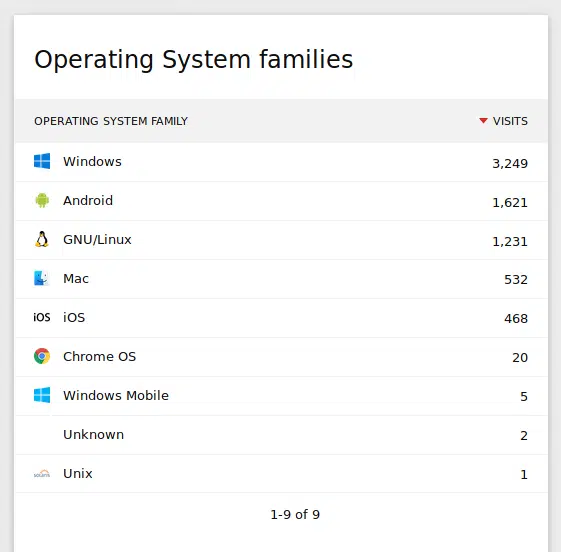 Operating System families
OPERATING SYSTEM FAMILY VISITS
Windows 3,249
Android 1,621
GNU/Linux 1,231
Mac 532
iOS iOS 468
Chrome OS 20
Windows Mobile 5
Unknown 2
Unix 1
1-9 of 9